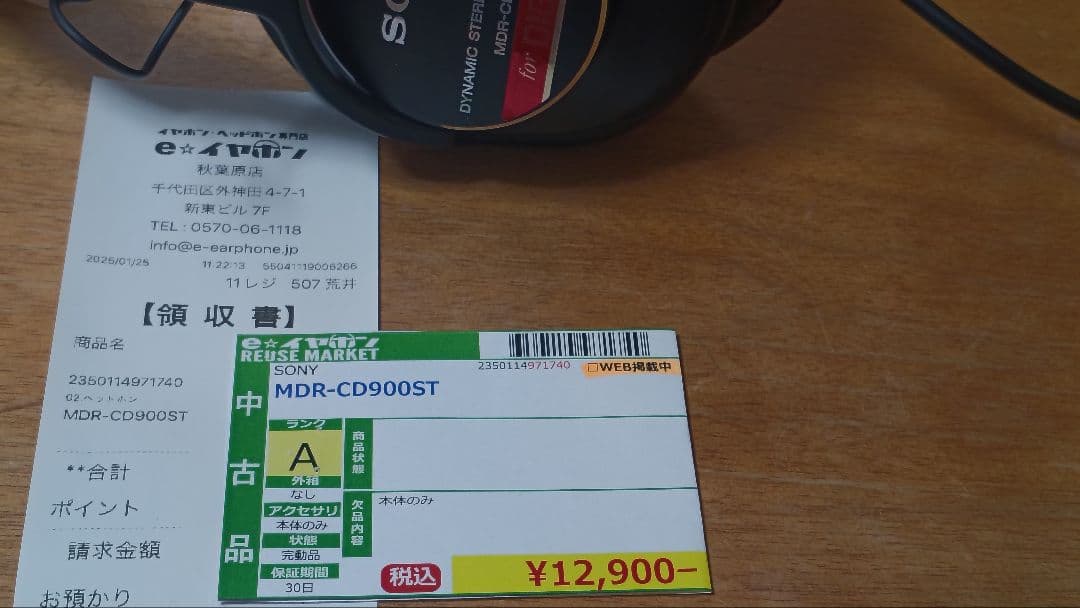 SO
DYNAMIC STERE
MDR-CD
for DI
イヤホン・ヘッドホン専門店
e☆イヤホン
秋葉原店
千代田区外神田4-7-1
新東ビル 7F
TEL : 0570-06-1118
info@e-earphone.jp
2025/01/25 11:22:13 55041119006266
11レジ 507 荒井
【領収書】
商品名
2350114971740
02 ヘッドホン
MDR-CD900ST
**合計
ポイント
請求金額
お預かり
e☆イヤホン
REUSE MARKET
2350114971740
□WEB掲載中
SONY
MDR-CD900ST
中古品
ランク
A
外箱
なし
アクセサリ
本体のみ
状態
完動品
保証期間
30日
商品状態
欠品内容
本体のみ
税込
¥12,900−